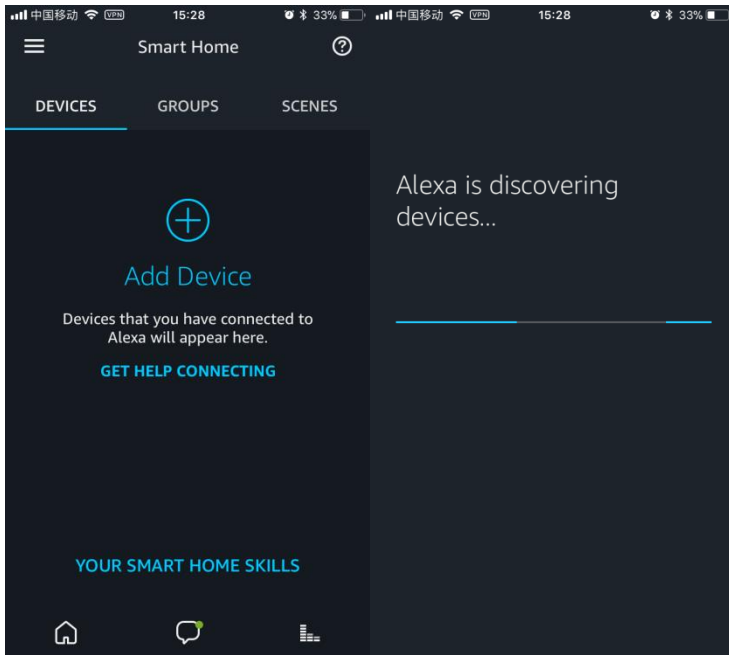 中国移动 VPN 15:28 33%
Smart Home
DEVICES GROUPS SCENES
Add Device
Devices that you have connected to
Alexa will appear here.
GET HELP CONNECTING
YOUR SMART HOME SKILLS
中国移动 VPN 15:28 33%
Alexa is discovering
devices...